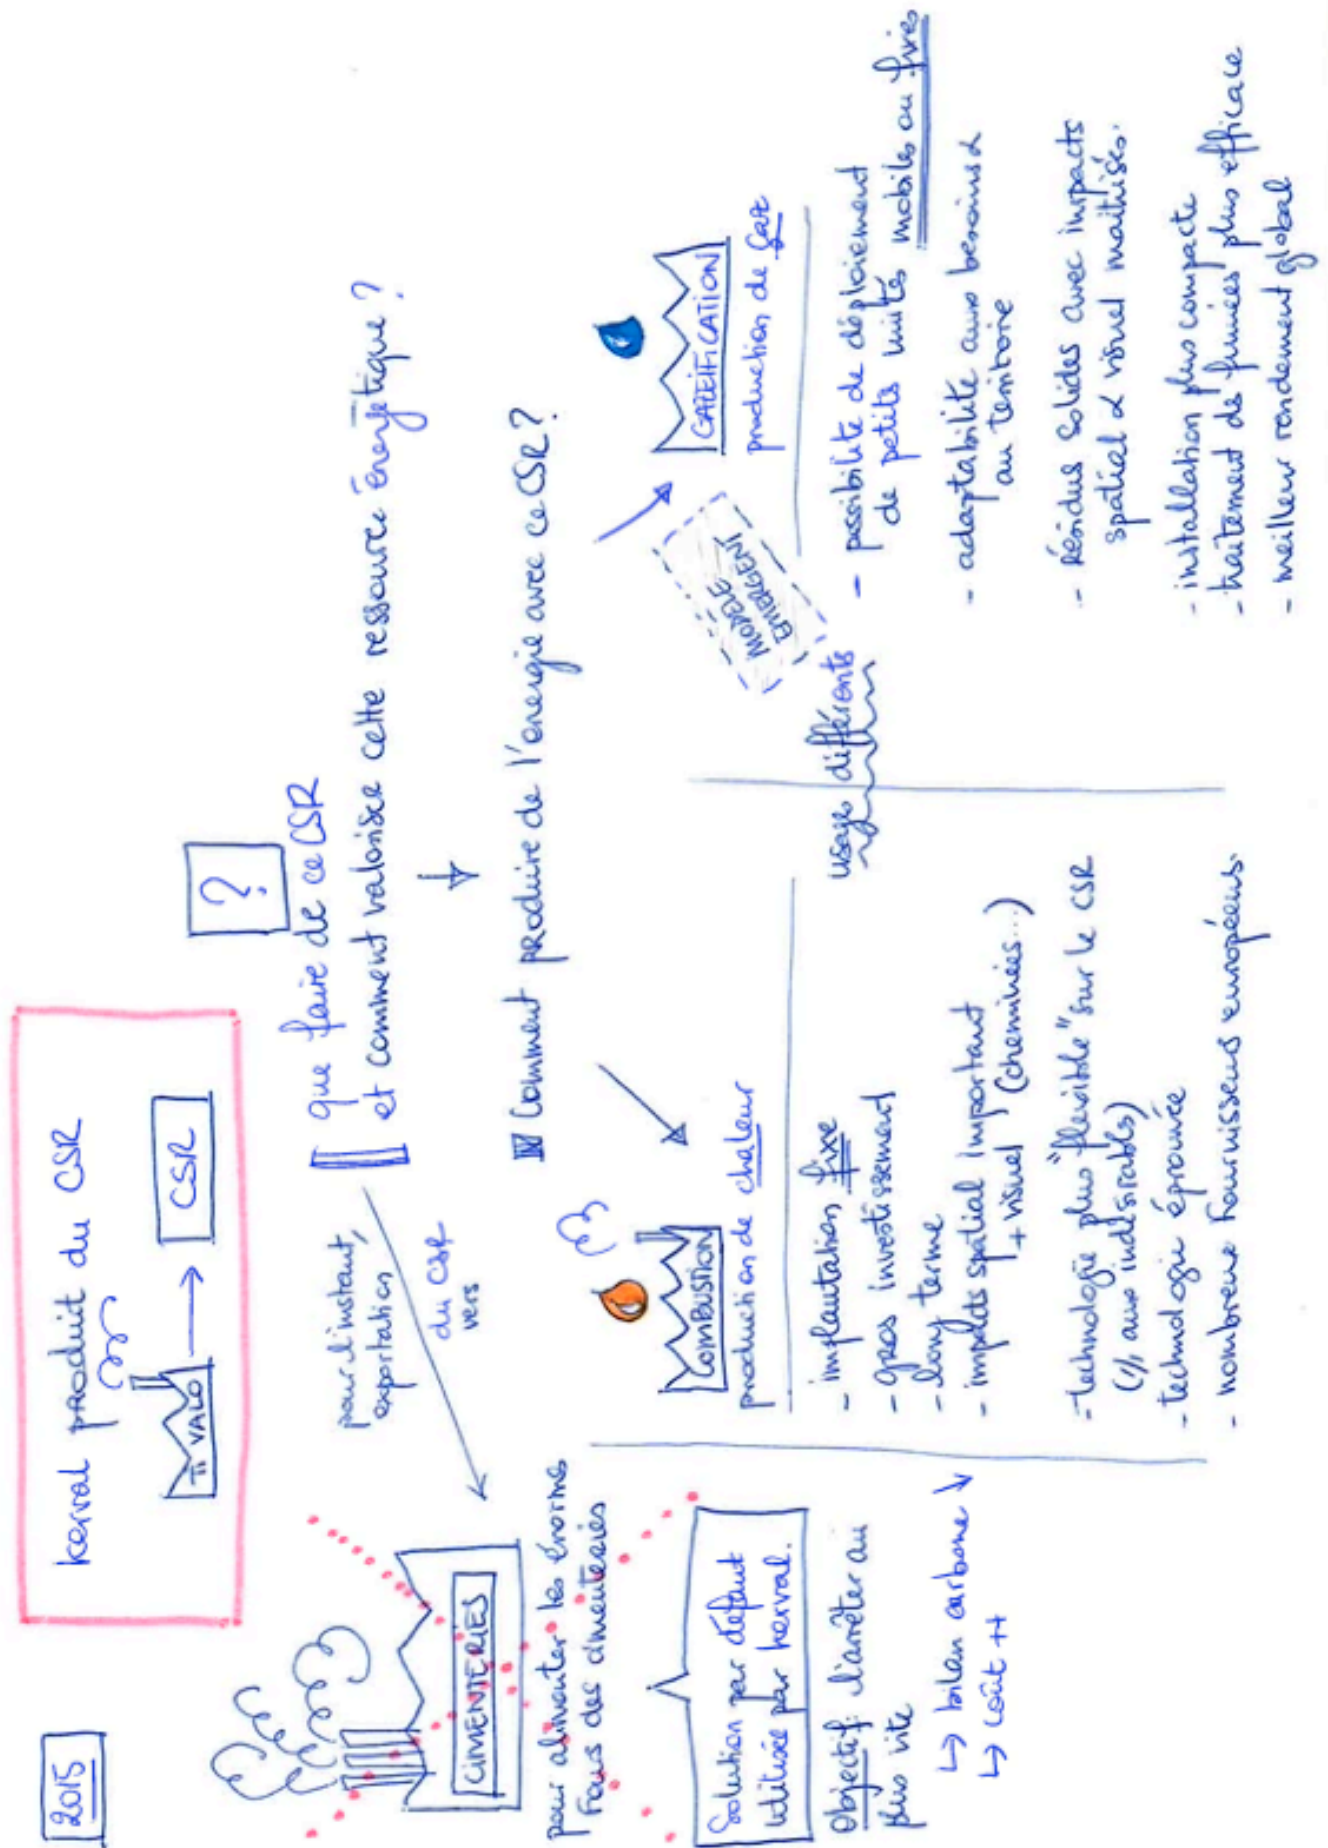 2015
Kerval produit du CSR
TI VALO
CSR
?
que faire de ce CSR
et comment valoriser cette ressource énergétique ?
pour l'instant,
exportation
du CSR
vers
Comment produire de l'énergie avec ce CSR ?
CIMENTERIES
pour alimenter les énormes
fours des cimenteries
Solution par défaut
utilisée par kerval.
Objectif : l'arrêter au
plus vite
↳ bilan carbone ↓
↳ coût ++
COMBUSTION
production de chaleur
- implantation fixe
- gros investissement
- long terme
- impacts spatial important
+ visuel (cheminées...)
- technologie plus "flexible" sur le CSR
(% aux indésirables)
- technologie éprouvée
- nombreux fournisseurs européens.
usages différents
MODELE
EMERGENT
GAZEIFICATION
production de gaz
- possibilité de déploiement
de petits unités mobiles ou fixes
- adaptabilité aux besoins &
au territoire
- résidus solides avec impacts
spatial & visuel maitrisés.
- installation plus compacte
- traitement de fumées plus efficace
- meilleur rendement global